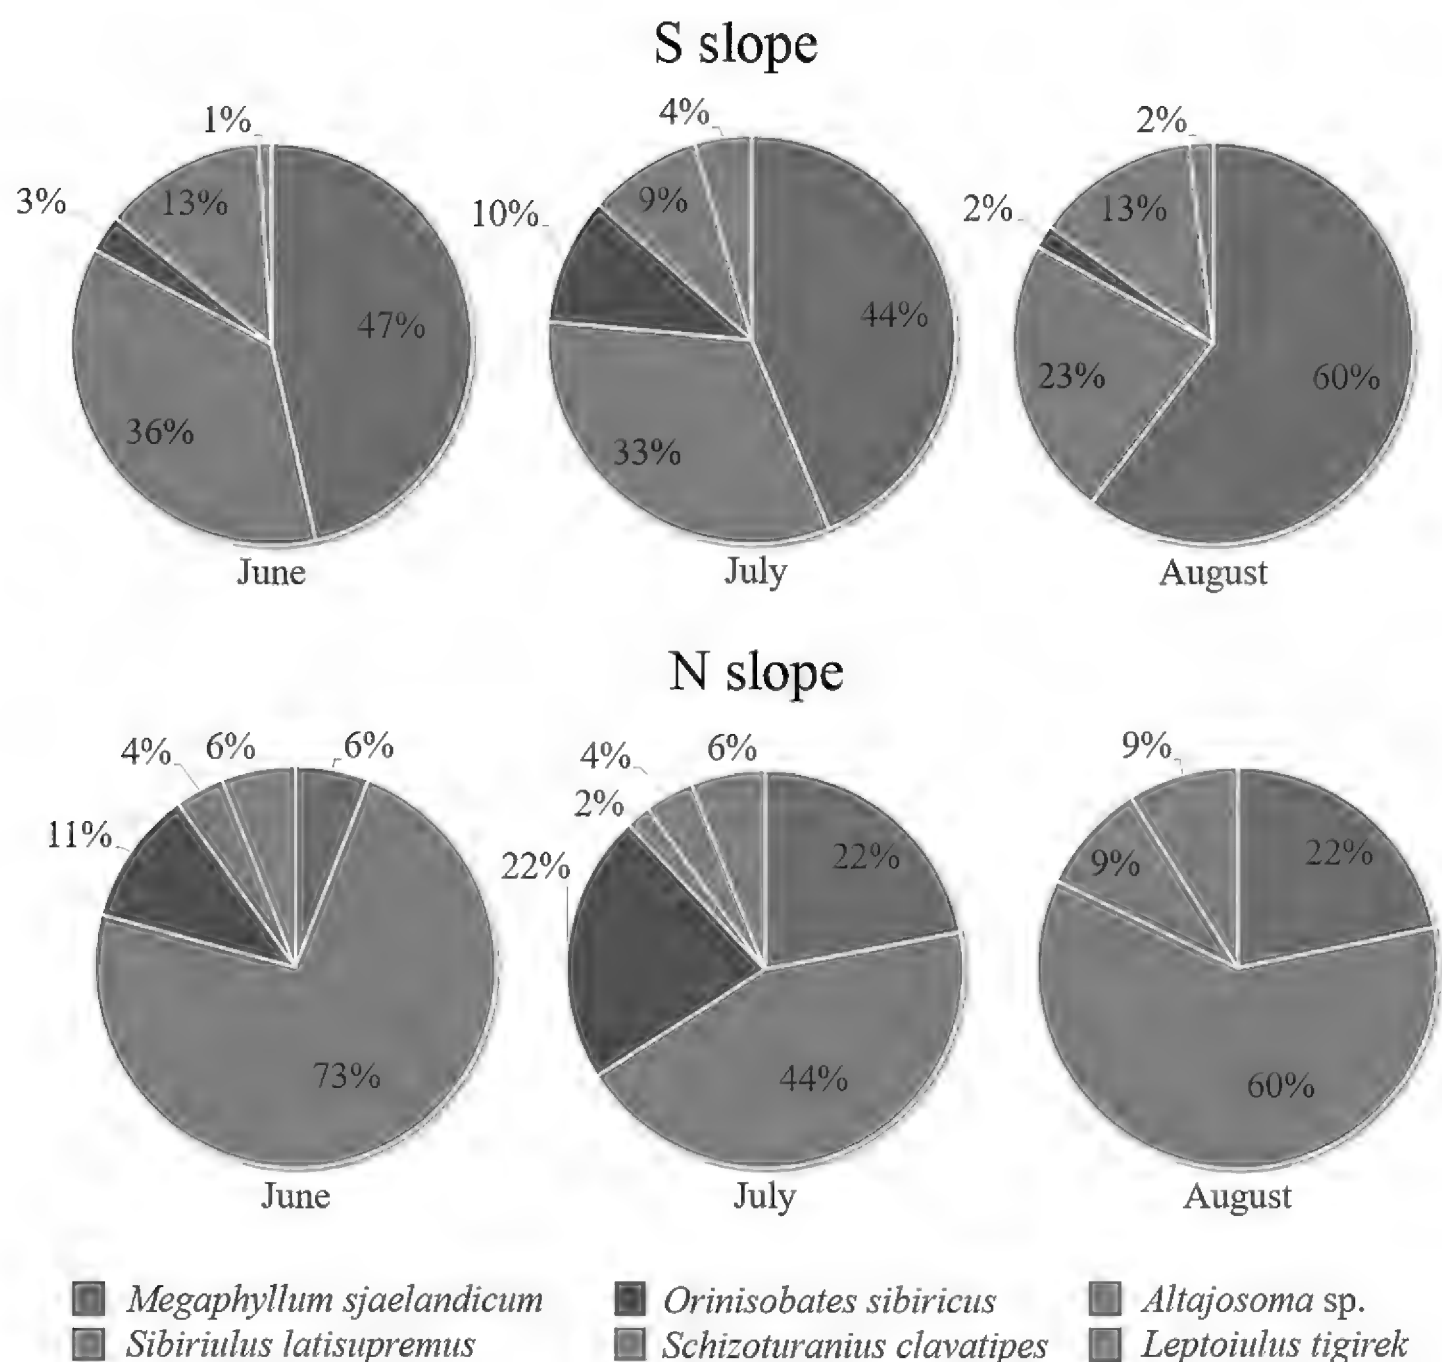 S slope
1%
3%
13%
47%
36%
June
4%
10%
9%
44%
33%
July
2%
2%
13%
23%
60%
August
N slope
4%
6%
6%
11%
73%
June
4%
6%
2%
22%
22%
44%
July
9%
9%
22%
60%
August
Megaphyllum sjaelandicum
Orinisobates sibiricus
Altajosoma sp.
Sibiriulus latisupremus
Schizoturanius clavatipes
Leptoiulus tigirek